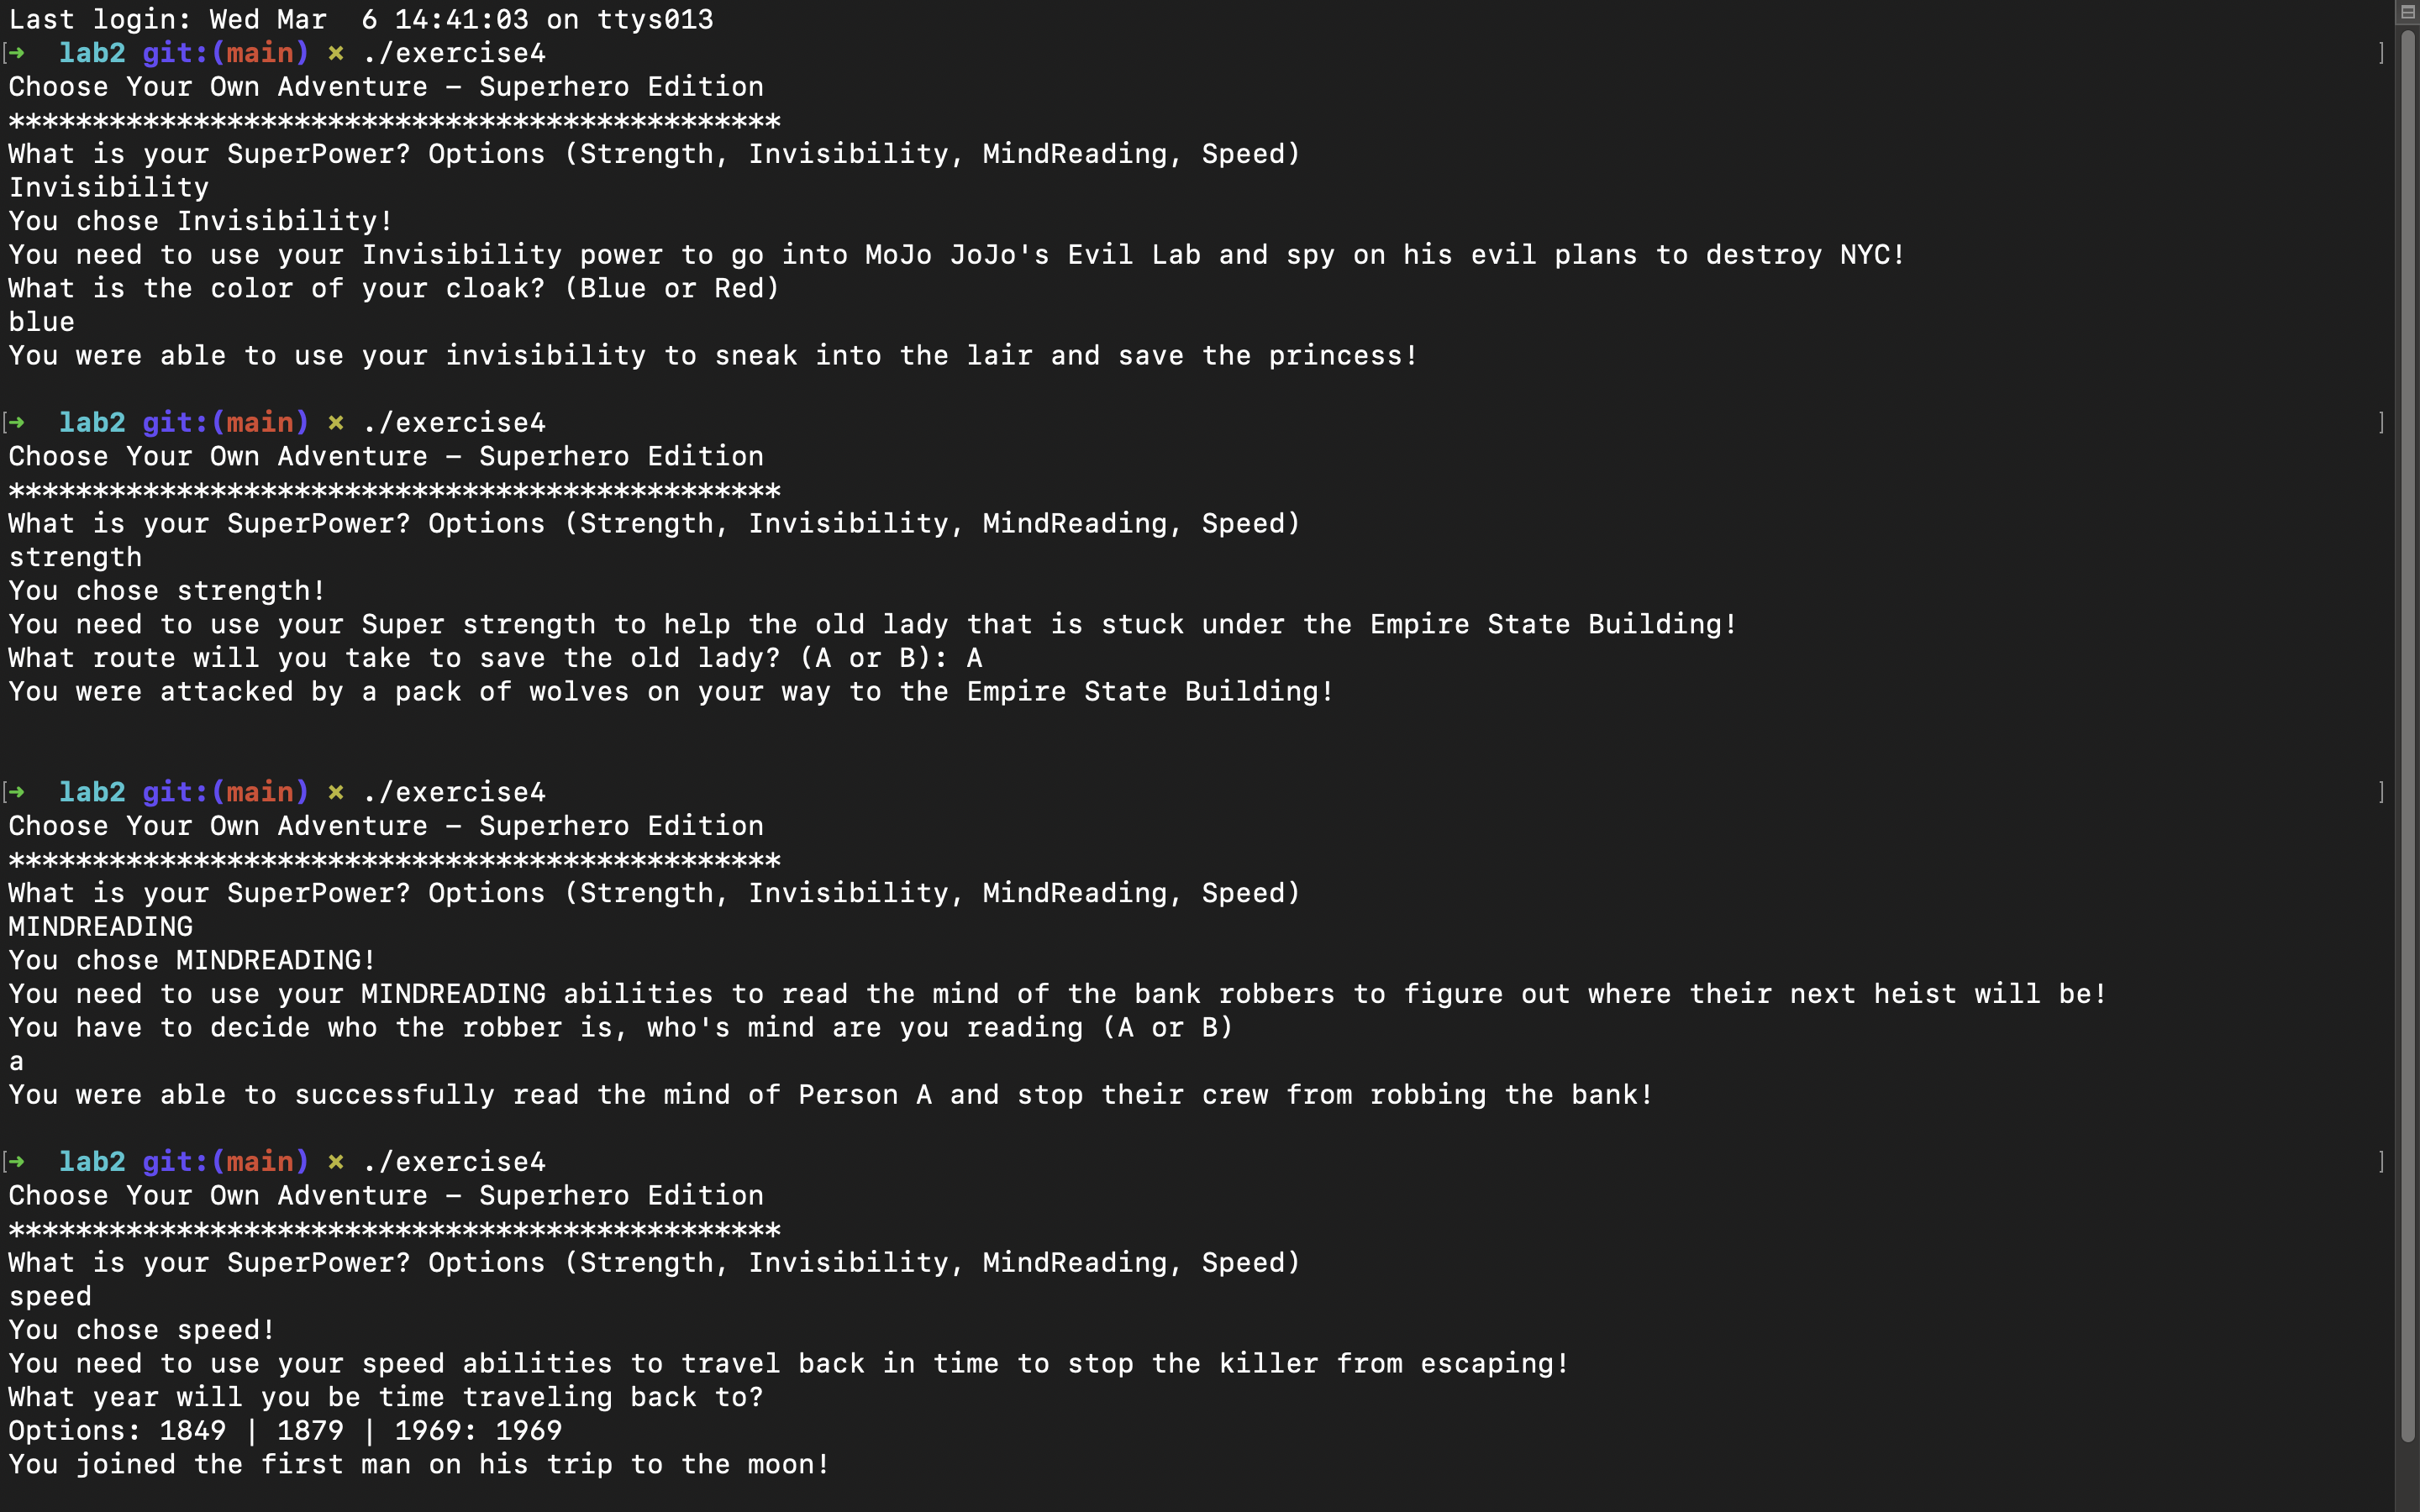 Last login: Wed Mar  6 14:41:03 on ttys013
[➜  lab2 git:(main) ✗ ./exercise4 ]
Choose Your Own Adventure – Superhero Edition
**********************************************
What is your SuperPower? Options (Strength, Invisibility, MindReading, Speed)
Invisibility
You chose Invisibility!
You need to use your Invisibility power to go into MoJo JoJo's Evil Lab and spy on his evil plans to destroy NYC!
What is the color of your cloak? (Blue or Red)
blue
You were able to use your invisibility to sneak into the lair and save the princess!
[➜  lab2 git:(main) ✗ ./exercise4 ]
Choose Your Own Adventure – Superhero Edition
**********************************************
What is your SuperPower? Options (Strength, Invisibility, MindReading, Speed)
strength
You chose strength!
You need to use your Super strength to help the old lady that is stuck under the Empire State Building!
What route will you take to save the old lady? (A or B): A
You were attacked by a pack of wolves on your way to the Empire State Building!
[➜  lab2 git:(main) ✗ ./exercise4 ]
Choose Your Own Adventure – Superhero Edition
**********************************************
What is your SuperPower? Options (Strength, Invisibility, MindReading, Speed)
MINDREADING
You chose MINDREADING!
You need to use your MINDREADING abilities to read the mind of the bank robbers to figure out where their next heist will be!
You have to decide who the robber is, who's mind are you reading (A or B)
a
You were able to successfully read the mind of Person A and stop their crew from robbing the bank!
[➜  lab2 git:(main) ✗ ./exercise4 ]
Choose Your Own Adventure – Superhero Edition
**********************************************
What is your SuperPower? Options (Strength, Invisibility, MindReading, Speed)
speed
You chose speed!
You need to use your speed abilities to travel back in time to stop the killer from escaping!
What year will you be time traveling back to?
Options: 1849 | 1879 | 1969: 1969
You joined the first man on his trip to the moon!